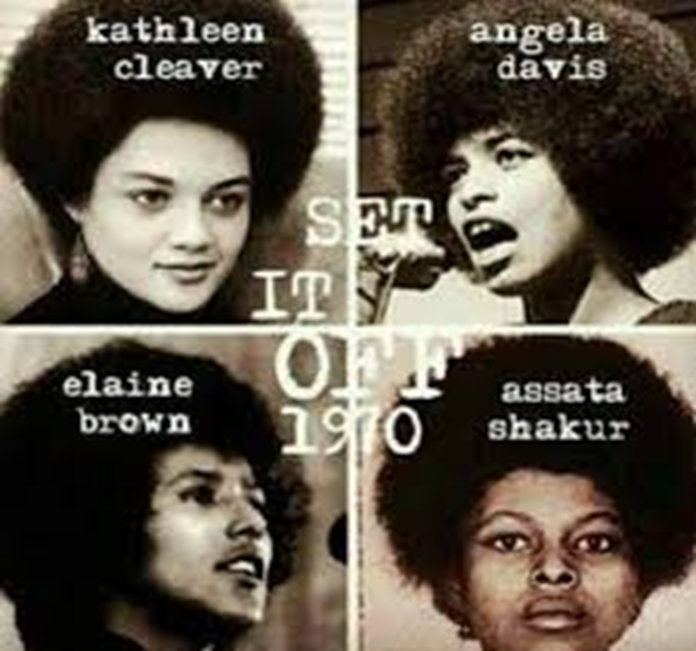 kathleen
cleaver
angela
davis
SET
IT
OFF
1970
elaine
brown
assata
shakur